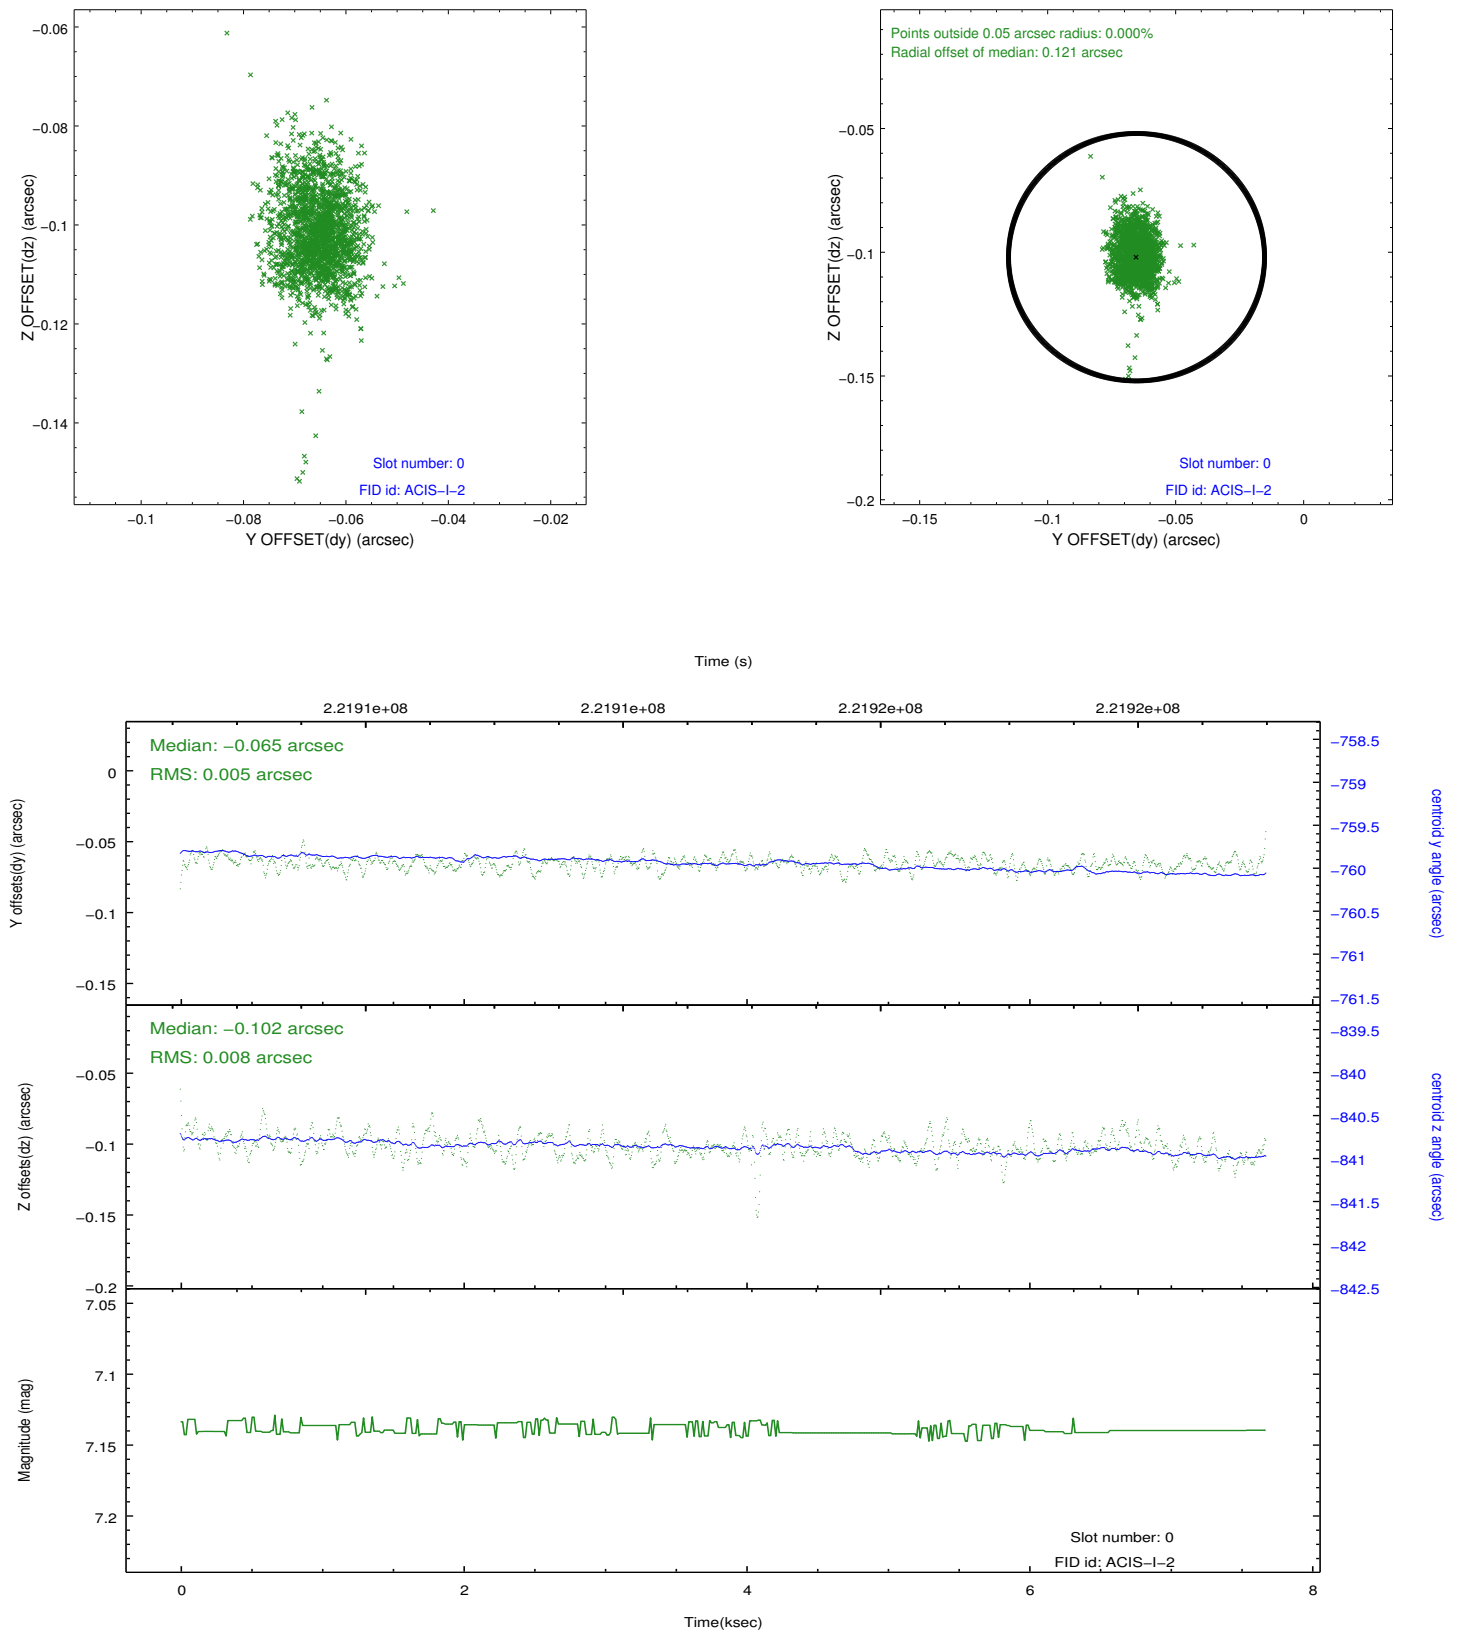 −0.06
−0.08
−0.1
−0.12
−0.14
Z OFFSET(dz) (arcsec)
Slot number: 0
FID id: ACIS−I−2
−0.1
−0.08
−0.06
−0.04
−0.02
Y OFFSET(dy) (arcsec)
Points outside 0.05 arcsec radius: 0.000%
Radial offset of median: 0.121 arcsec
−0.05
−0.1
−0.15
−0.2
Z OFFSET(dz) (arcsec)
Slot number: 0
FID id: ACIS−I−2
−0.15
−0.1
−0.05
0
Y OFFSET(dy) (arcsec)
Time (s)
2.2191e+08
2.2191e+08
2.2192e+08
2.2192e+08
Median: −0.065 arcsec
RMS: 0.005 arcsec
0
−0.05
−0.1
−0.15
Y offsets(dy) (arcsec)
−758.5
−759
−759.5
−760
−760.5
−761
−761.5
centroid y angle (arcsec)
Median: −0.102 arcsec
RMS: 0.008 arcsec
−0.05
−0.1
−0.15
−0.2
Z offsets(dz) (arcsec)
−839.5
−840
−840.5
−841
−841.5
−842
−842.5
centroid z angle (arcsec)
7.05
7.1
7.15
7.2
Magnitude (mag)
Slot number: 0
FID id: ACIS−I−2
0
2
4
6
8
Time(ksec)